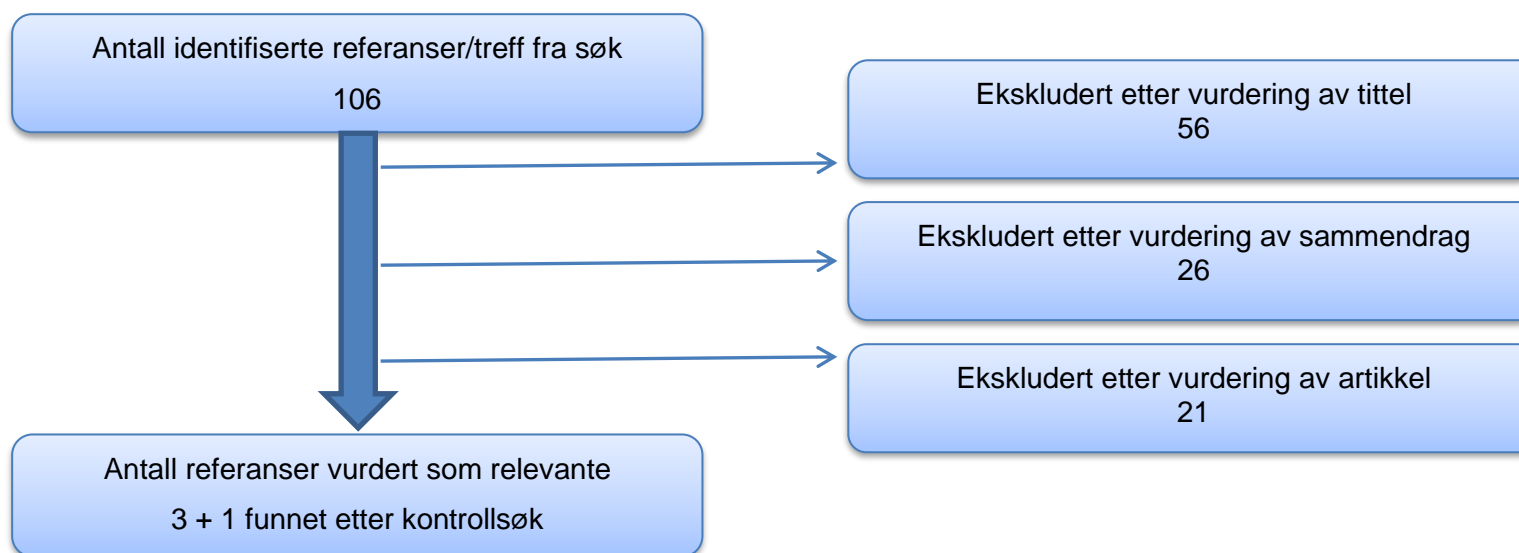 Antall identifiserte referanser/treff fra søk
106
Ekskludert etter vurdering av tittel
56
Ekskludert etter vurdering av sammendrag
26
Ekskludert etter vurdering av artikkel
21
Antall referanser vurdert som relevante
3 + 1 funnet etter kontrollsøk